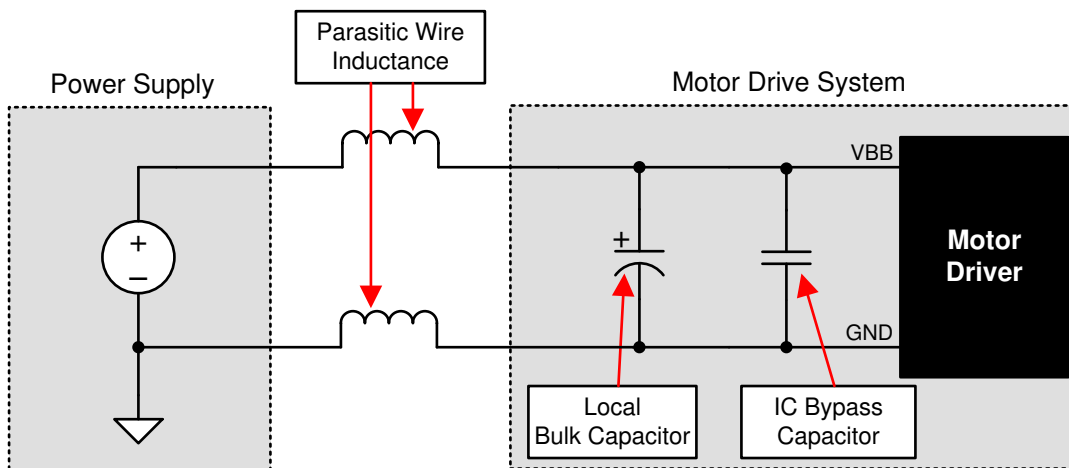 Parasitic Wire
Inductance
Power Supply
Motor Drive System
VBB
+
–
+
Motor
Driver
GND
Local
Bulk Capacitor
IC Bypass
Capacitor